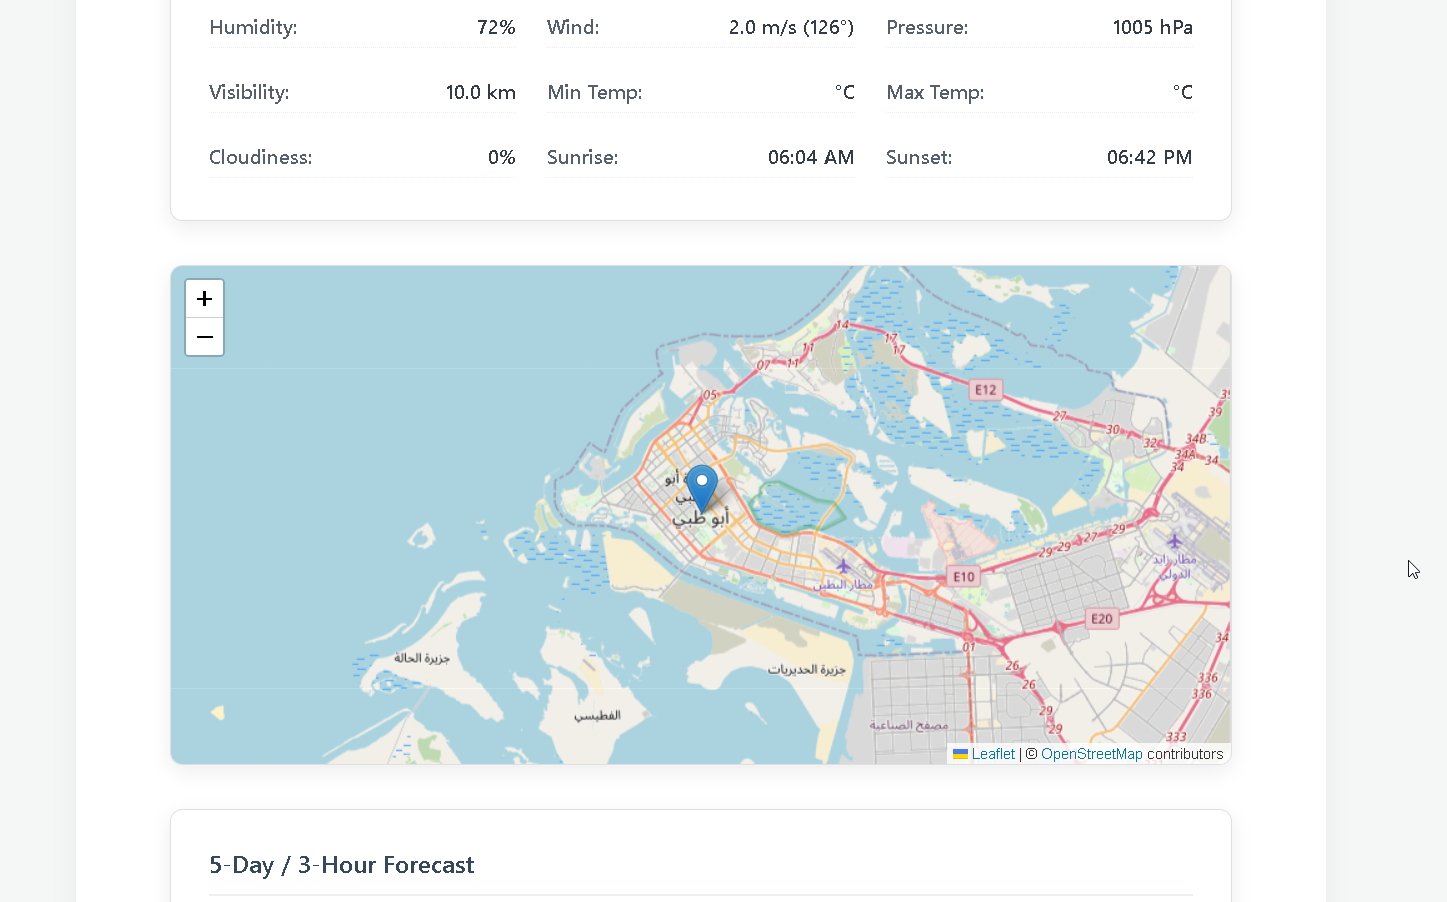 Humidity: 72% Wind: 2.0 m/s (126°) Pressure: 1005 hPa
Visibility: 10.0 km Min Temp: °C Max Temp: °C
Cloudiness: 0% Sunrise: 06:04 AM Sunset: 06:42 PM
+
−
14
17
11
17
07
11
05
E12
39
27
39
30
32
34B
34A
34
34
أبو
أبو ظبي
29
27
29
29
مطار زايد
الدولي
E10
مطار البطين
E20
01
34
جزيرة الحالة
جزيرة الحديريات
26
26
336
336
29
29
الفطيسي
مصفح الصناعية
333
Leaflet | © OpenStreetMap contributors
5-Day / 3-Hour Forecast